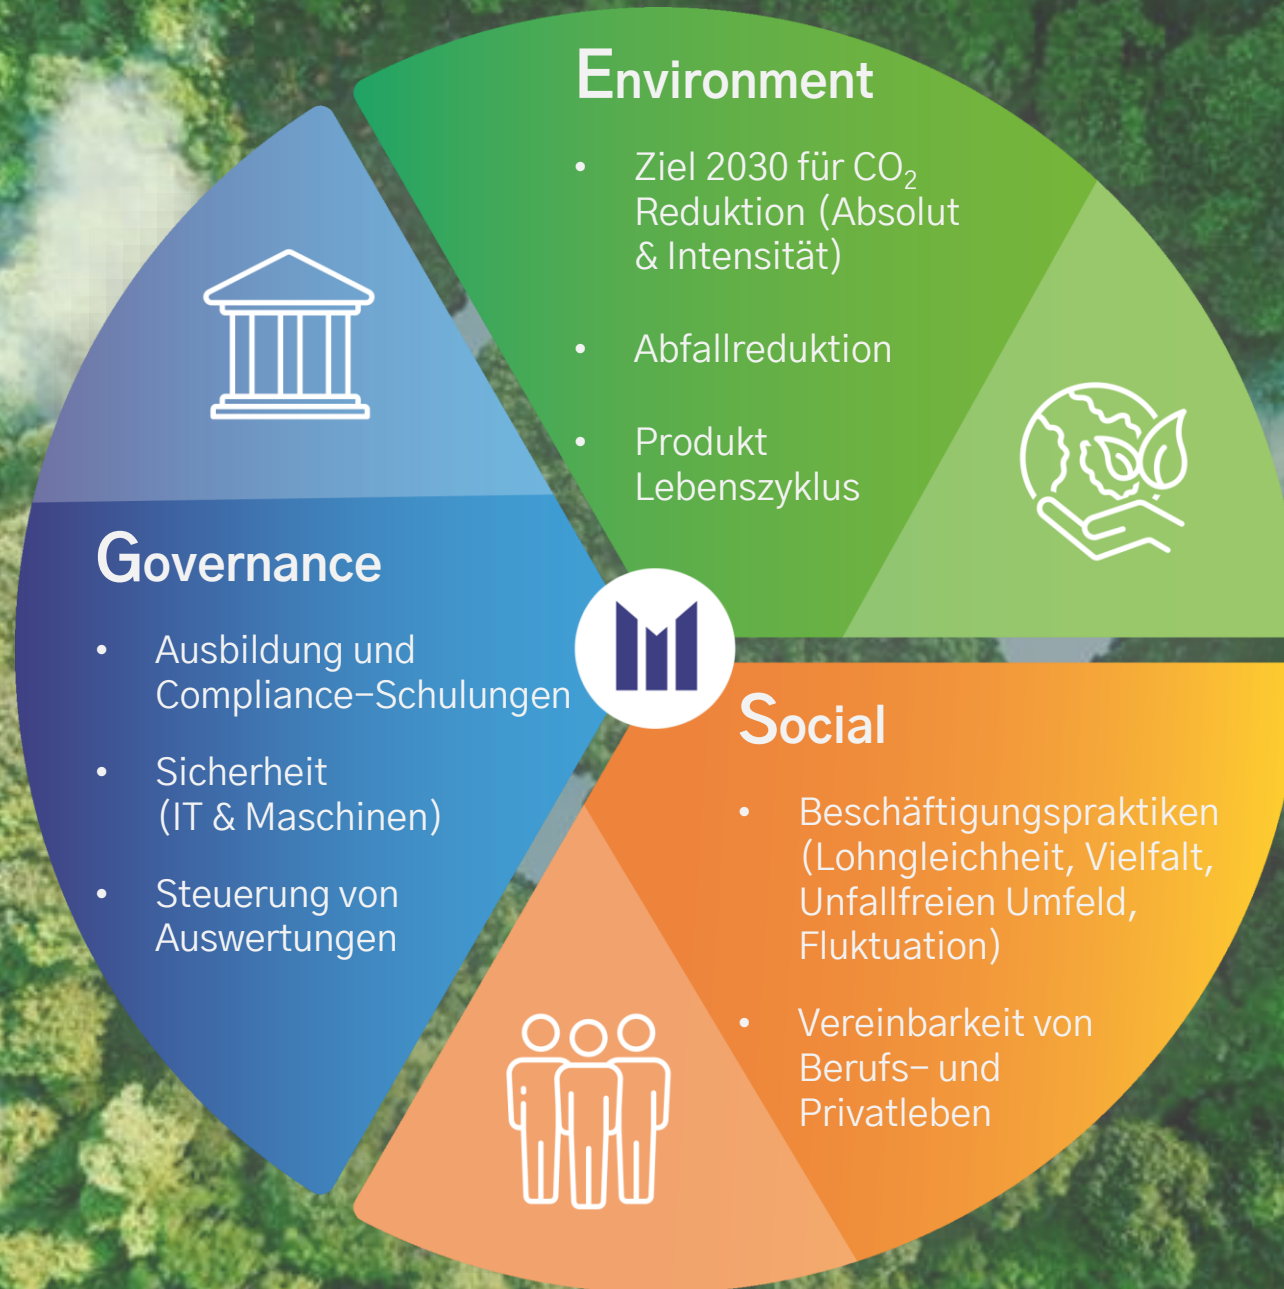 Environment
• Ziel 2030 für CO₂
Reduktion (Absolut
& Intensität)
• Abfallreduktion
• Produkt
Lebenszyklus
Governance
• Ausbildung und
Compliance-Schulungen
• Sicherheit
(IT & Maschinen)
• Steuerung von
Auswertungen
Social
• Beschäftigungspraktiken
(Lohngleichheit, Vielfalt,
Unfallfreien Umfeld,
Fluktuation)
• Vereinbarkeit von
Berufs- und
Privatleben